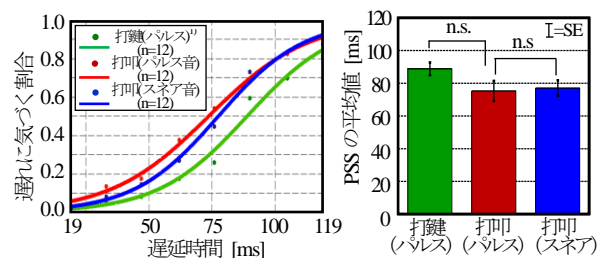 遅れに気づく割合
1.0
0.8
0.6
0.4
0.2
0.0
打鍵(パルス)¹⁾
(n=12)
打叩(パルス音)
(n=12)
打叩(スネア音)
(n=12)
19
50
75
100
119
遅延時間 [ms]
PSS の平均値 [ms]
120
100
80
60
40
20
0
n.s.
n.s
I=SE
打鍵
(パルス)
打叩
(パルス)
打叩
(スネア)